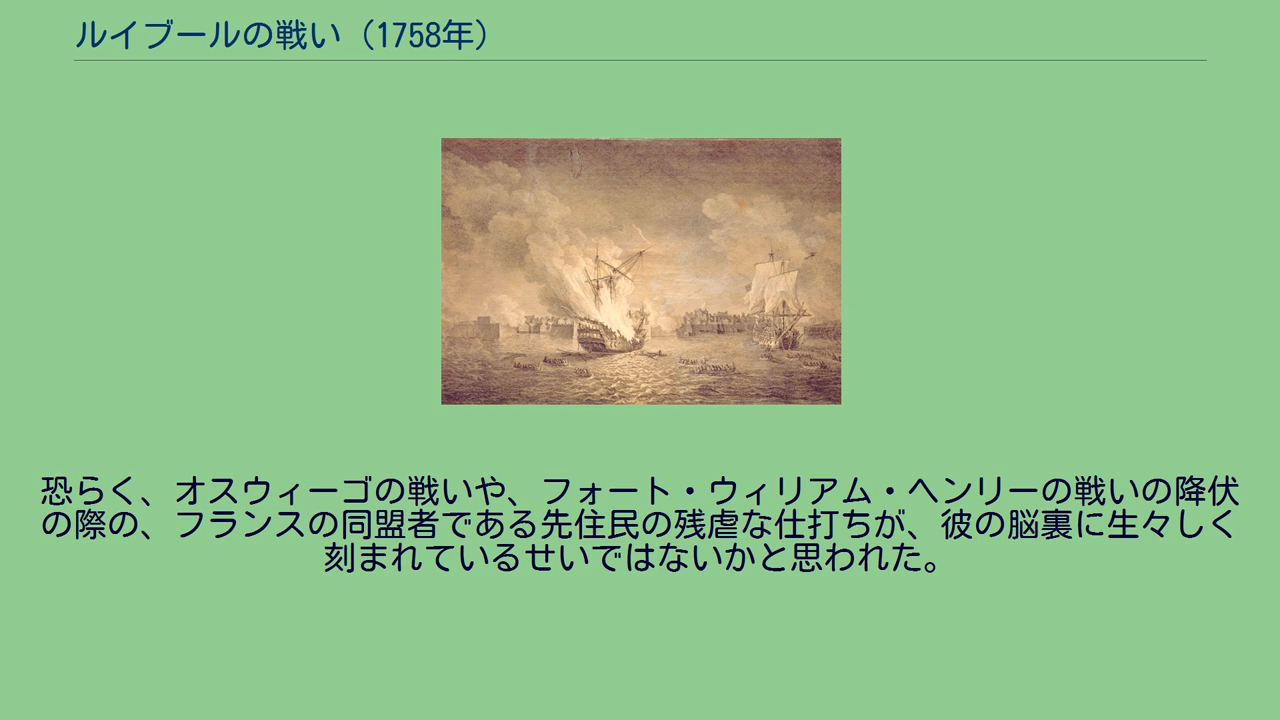 ルイブールの戦い（1758年）
恐らく、オスウィーゴの戦いや、フォート・ウィリアム・ヘンリーの戦いの降伏
の際の、フランスの同盟者である先住民の残虐な仕打ちが、彼の脳裏に生々しく
刻まれているせいではないかと思われた。